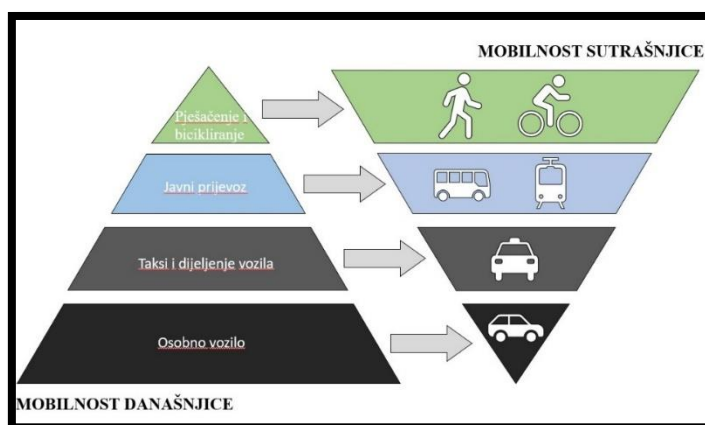 MOBILNOST SUTRAŠNJICE
Pješačenje i
bicikliranje
Javni prijevoz
Taksi i dijeljenje vozila
Osobno vozilo
MOBILNOST DANAŠNJICE